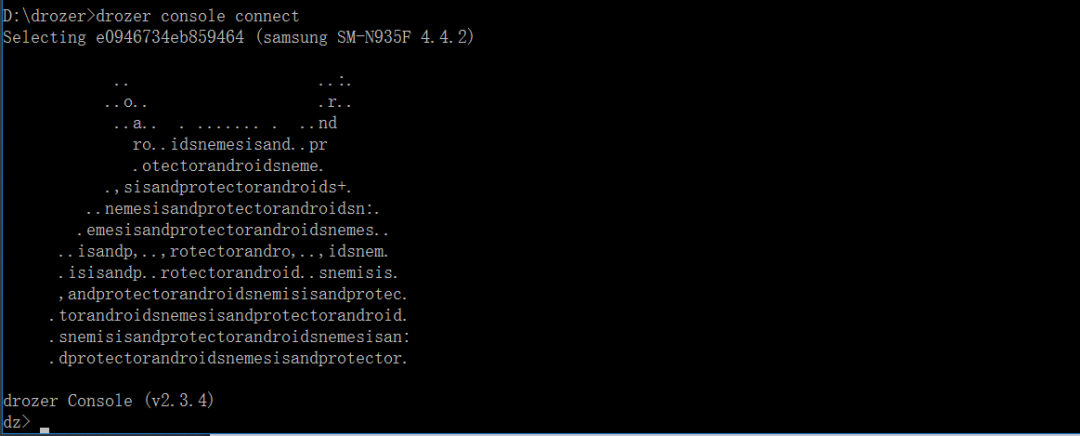 D:\drozer>drozer console connect
Selecting e0946734eb859464 (samsung SM-N935F 4.4.2)
            ..                    ..:.
           ..o..                  .r..
            ..a..  . ....... .  ..nd
              ro..idsnemesisand..pr
              .otectorandroidsneme.
           .,sisandprotectorandroids+.
         ..nemesisandprotectorandroidsn:.
        .emesisandprotectorandroidsnemes..
      ..isandp,..,rotectorandro,..,idsnem.
      .isisandp..rotectorandroid..snemisis.
      ,andprotectorandroidsnemisisandprotec.
     .torandroidsnemesisandprotectorandroid.
     .snemisisandprotectorandroidsnemesisan:
     .dprotectorandroidsnemesisandprotector.
drozer Console (v2.3.4)
dz>